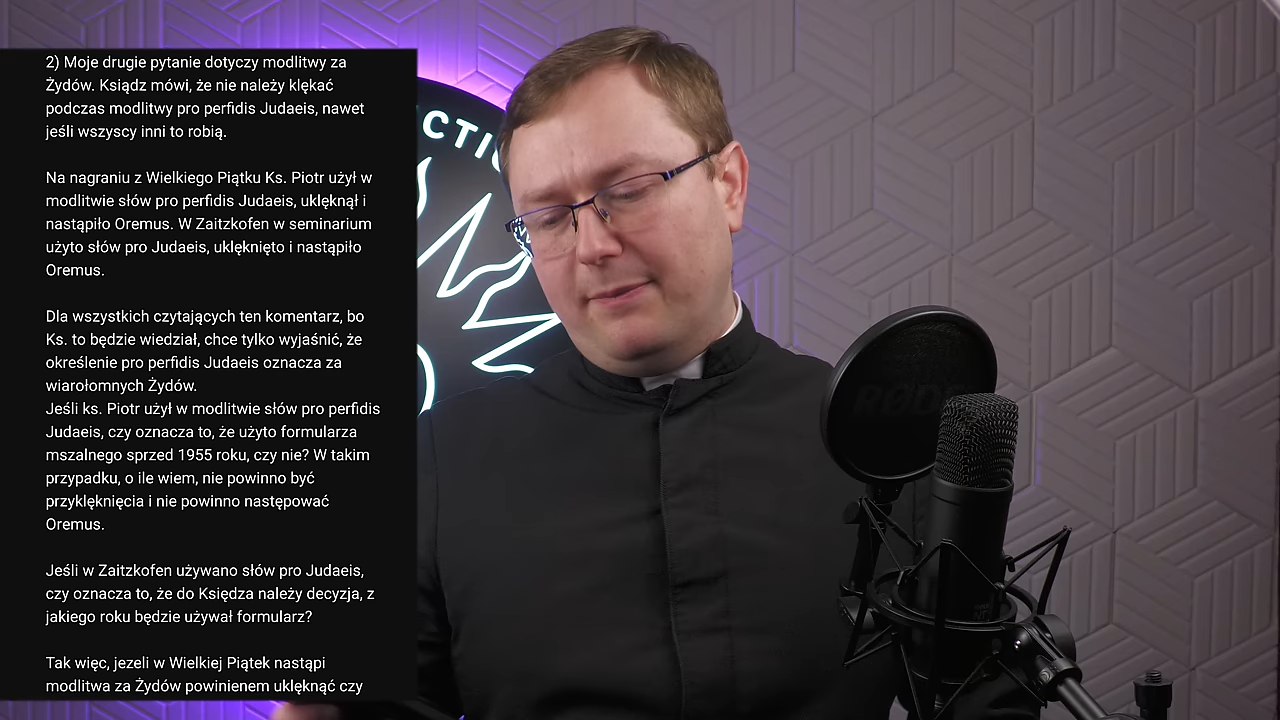 2) Moje drugie pytanie dotyczy modlitwy za
Żydów. Ksiądz mówi, że nie należy klękać
podczas modlitwy pro perfidis Judaeis, nawet
jeśli wszyscy inni to robią.
Na nagraniu z Wielkiego Piątku Ks. Piotr użył w
modlitwie słów pro perfidis Judaeis, uklęknął i
nastąpiło Oremus. W Zaitzkofen w seminarium
użyto słów pro Judaeis, uklęknięto i nastąpiło
Oremus.
Dla wszystkich czytających ten komentarz, bo
Ks. to będzie wiedział, chce tylko wyjaśnić, że
określenie pro perfidis Judaeis oznacza za
wiarołomnych Żydów.
Jeśli ks. Piotr użył w modlitwie słów pro perfidis
Judaeis, czy oznacza to, że użyto formularza
mszalnego sprzed 1955 roku, czy nie? W takim
przypadku, o ile wiem, nie powinno być
przyklęknięcia i nie powinno następować
Oremus.
Jeśli w Zaitzkofen używano słów pro Judaeis,
czy oznacza to, że do Księdza należy decyzja, z
jakiego roku będzie używał formularz?
Tak więc, jezeli w Wielkiej Piątek nastąpi
modlitwa za Żydów powinienem uklęknąć czy
CTI
RØDE